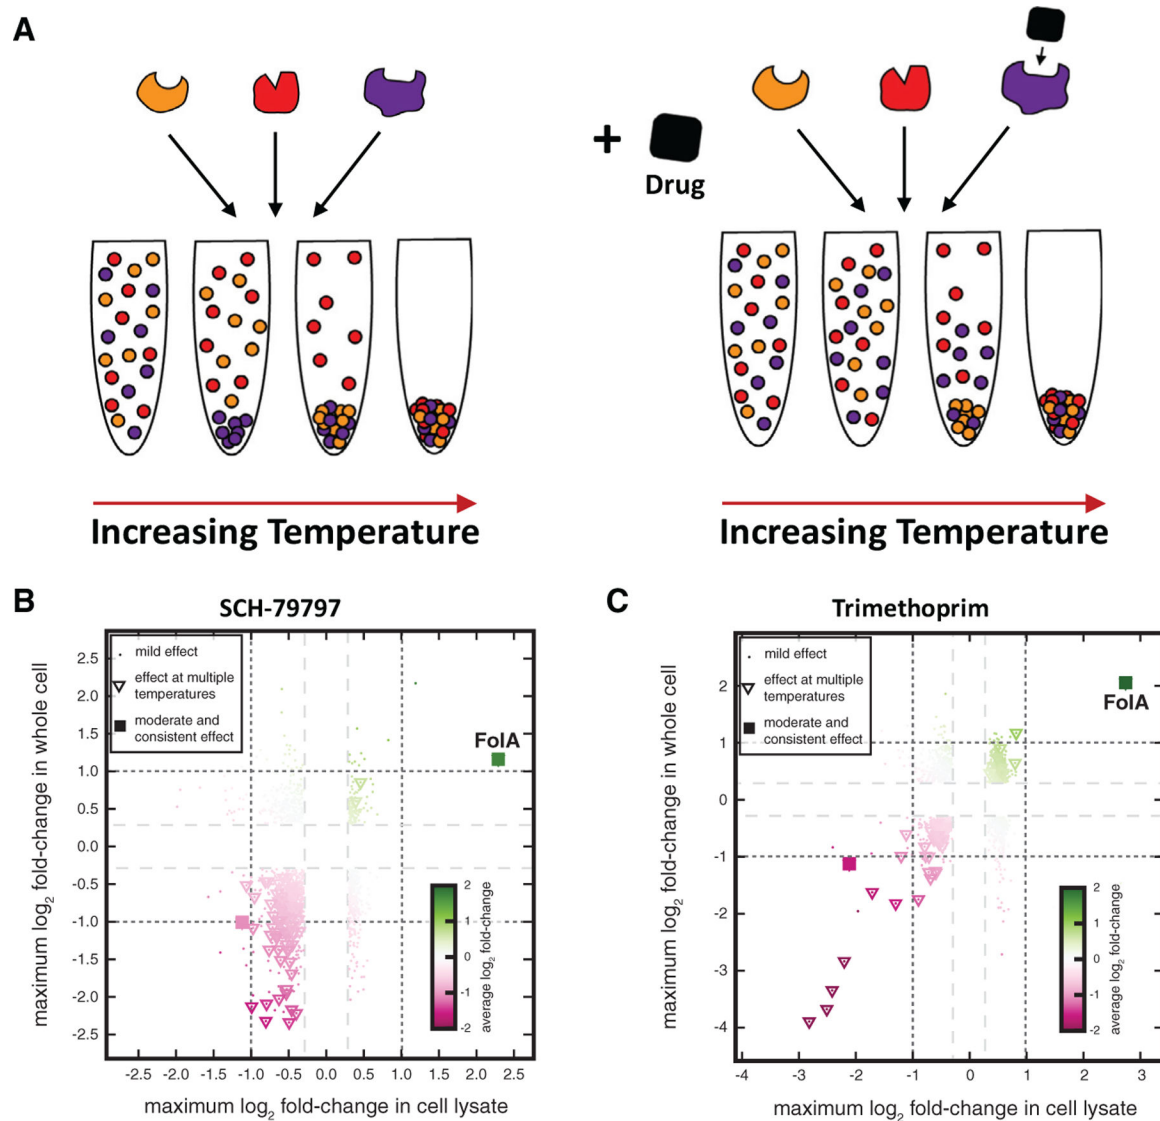 A
+
Drug
Increasing Temperature
Increasing Temperature
B
SCH-79797
maximum log2 fold-change in whole cell
2.5
2.0
1.5
1.0
0.5
0.0
-0.5
-1.0
-1.5
-2.0
-2.5
mild effect
effect at multiple
temperatures
moderate and
consistent effect
FolA
2
1
0
-1
-2
average log2 fold-change
-2.5 -2.0 -1.5 -1.0 -0.5 0.0 0.5 1.0 1.5 2.0 2.5
maximum log2 fold-change in cell lysate
C
Trimethoprim
maximum log2 fold-change in whole cell
2
1
0
-1
-2
-3
-4
mild effect
effect at multiple
temperatures
moderate and
consistent effect
FolA
2
1
0
-1
-2
average log2 fold-change
-4 -3 -2 -1 0 1 2 3
maximum log2 fold-change in cell lysate